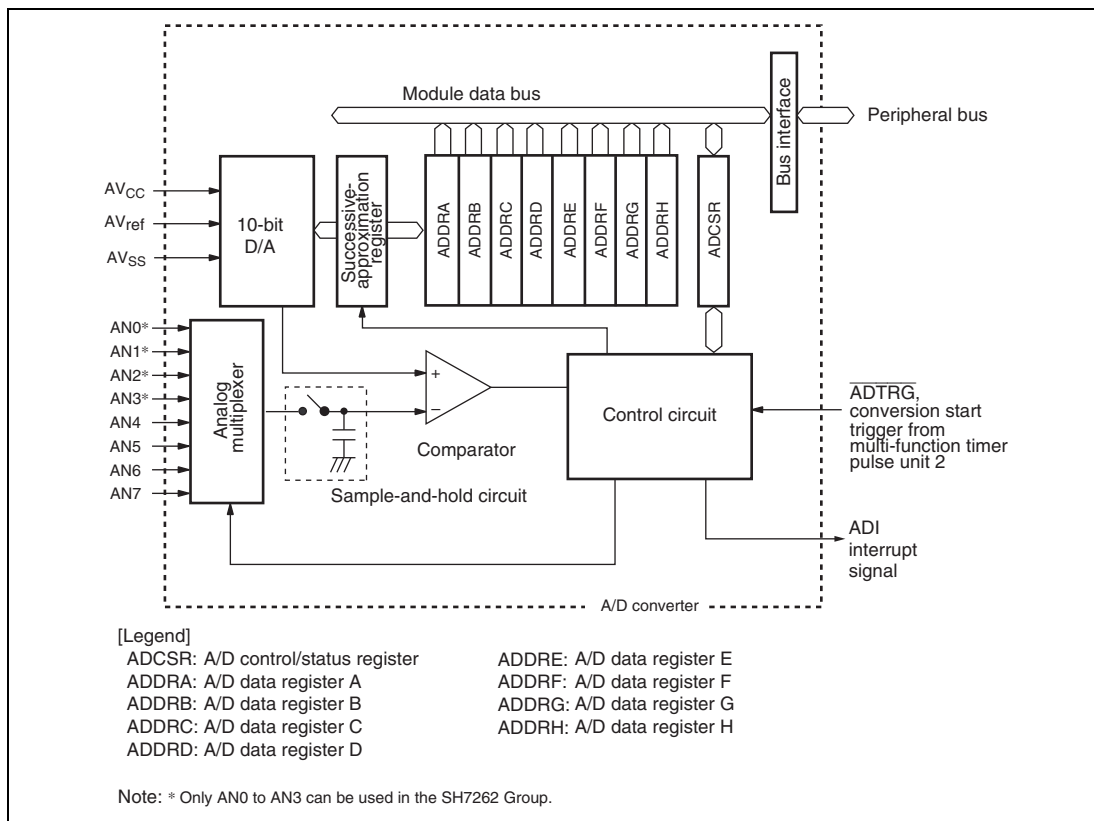 Module data bus
Bus interface
Peripheral bus
AVCC
AVref
AVSS
10-bit
D/A
Successive-
approximation
register
ADDRA
ADDRB
ADDRC
ADDRD
ADDRE
ADDRF
ADDRG
ADDRH
ADCSR
AN0*
AN1*
AN2*
AN3*
AN4
AN5
AN6
AN7
Analog
multiplexer
+
−
Comparator
Sample-and-hold circuit
Control circuit
ADTRG,
conversion start
trigger from
multi-function timer
pulse unit 2
ADI
interrupt
signal
A/D converter
[Legend]
ADCSR: A/D control/status register
ADDRA: A/D data register A
ADDRB: A/D data register B
ADDRC: A/D data register C
ADDRD: A/D data register D
ADDRE: A/D data register E
ADDRF: A/D data register F
ADDRG: A/D data register G
ADDRH: A/D data register H
Note: * Only AN0 to AN3 can be used in the SH7262 Group.